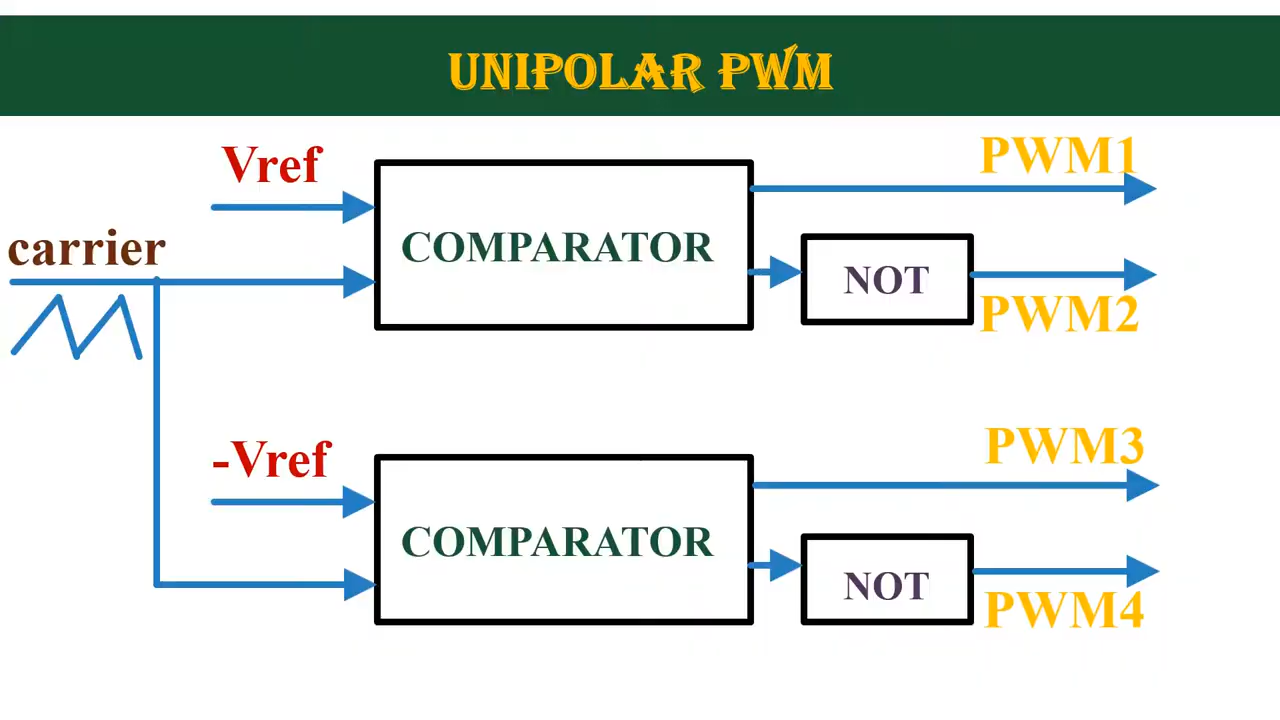 UNIPOLAR PWM
Vref
PWM1
carrier
COMPARATOR
NOT
PWM2
-Vref
PWM3
COMPARATOR
NOT
PWM4